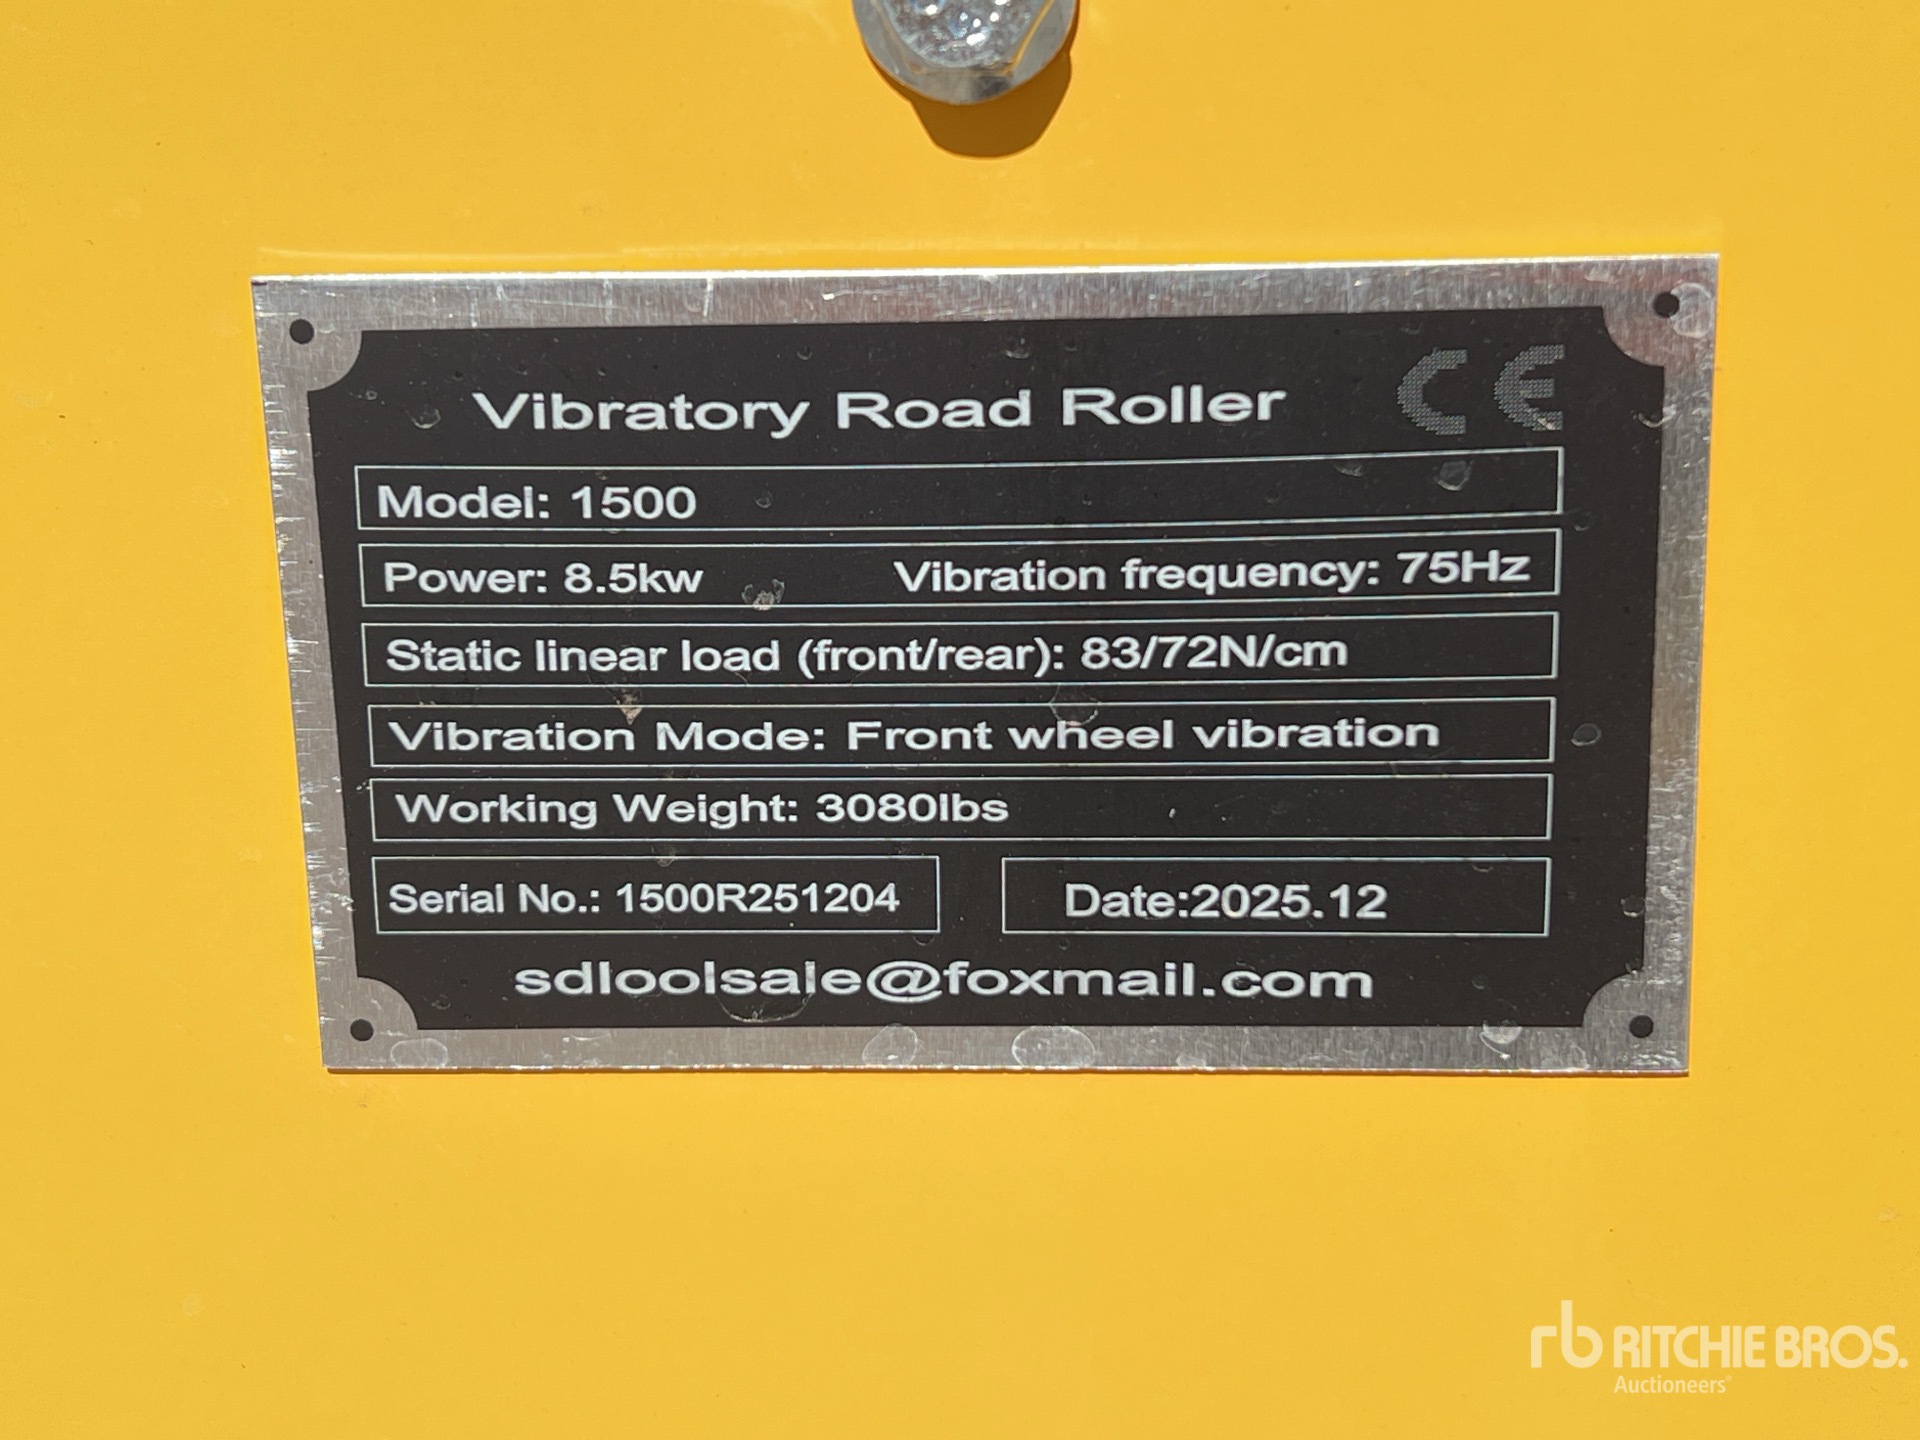 CE
Vibratory Road Roller
Model: 1500
Power: 8.5kw Vibration frequency: 75Hz
Static linear load (front/rear): 83/72N/cm
Vibration Mode: Front wheel vibration
Working Weight: 3080lbs
Serial No.: 1500R251204 Date:2025.12
sdloolsale@foxmail.com
rb RITCHIE BROS.
Auctioneers